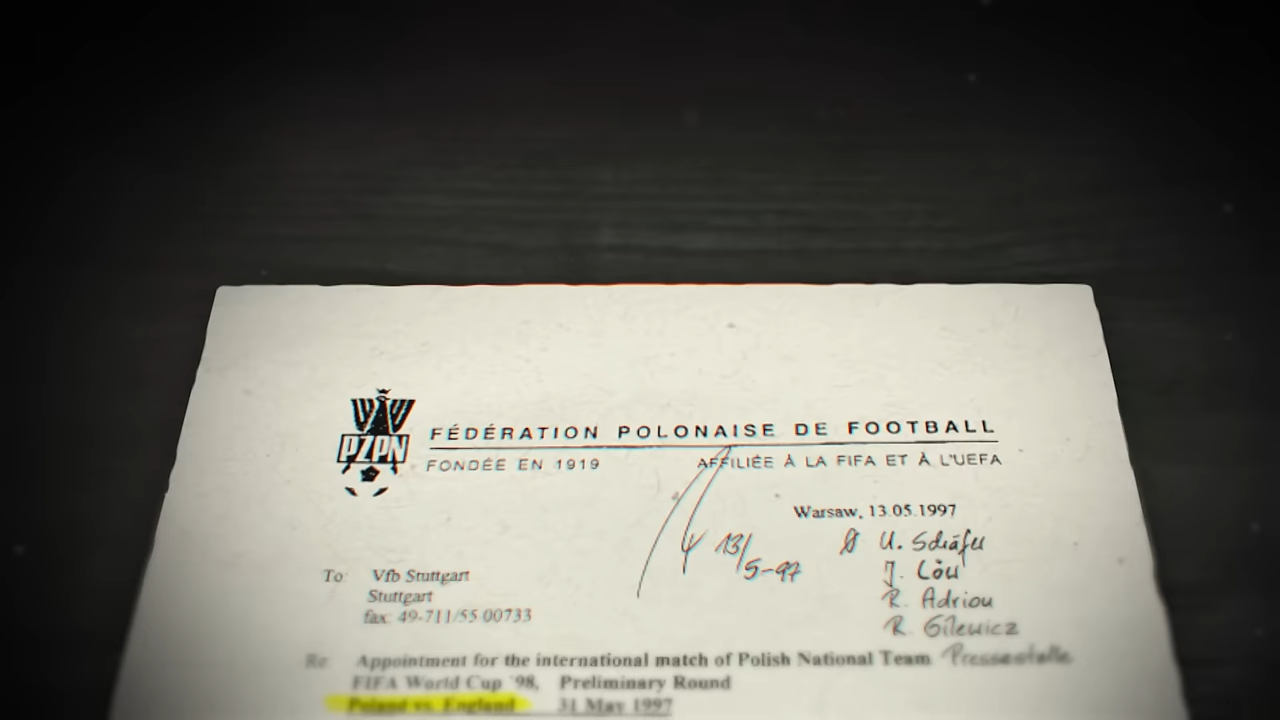 PZPN
FÉDÉRATION POLONAISE DE FOOTBALL
FONDÉE EN 1919 AFFILIÉE À LA FIFA ET À L'UEFA
Warsaw, 13.05.1997
13/5-97
U. Schäfer
J. Löw
R. Adrion
R. Gilewicz
To: Vfb Stuttgart
Stuttgart
fax: 49-711/55 00733
Re: Appointment for the international match of Polish National Team Pressestelle
FIFA World Cup `98, Preliminary Round
Poland vs. England 31 May 1997